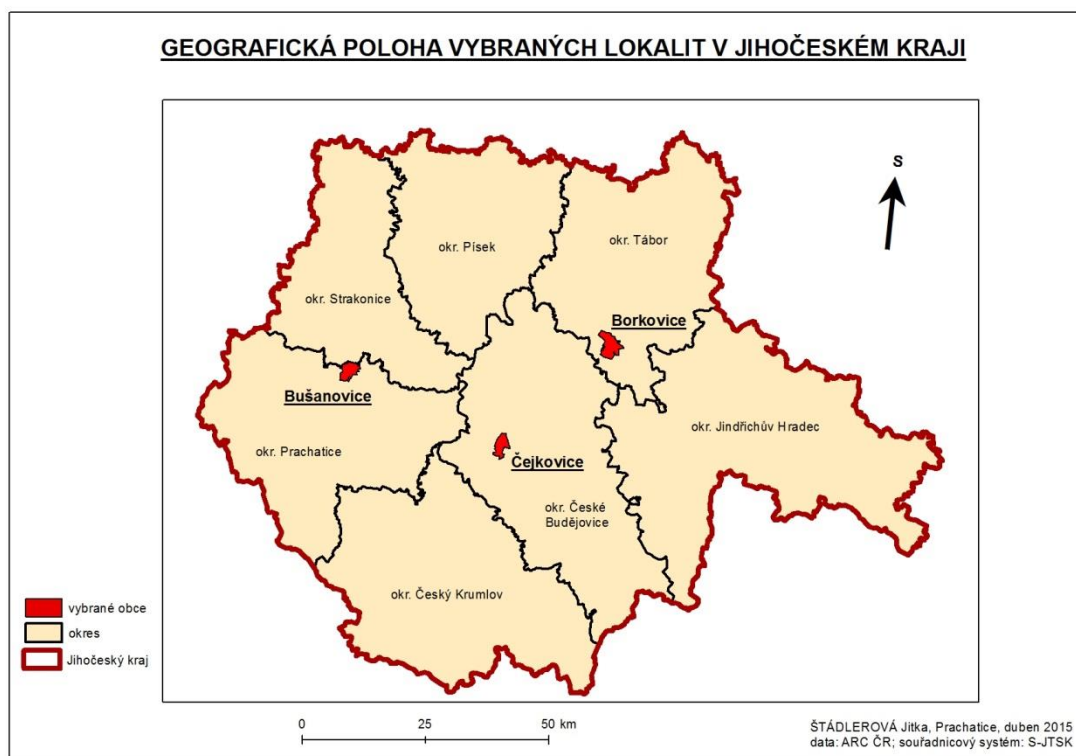 GEOGRAFICKÁ POLOHA VYBRANÝCH LOKALIT V JIHOČESKÉM KRAJI
S
okr. Písek
okr. Tábor
okr. Strakonice
Borkovice
Bušanovice
okr. Jindřichův Hradec
okr. Prachatice
Čejkovice
okr. České
Budějovice
okr. Český Krumlov
vybrané obce
okres
Jihočeský kraj
0 25 50 km
ŠTÁDLEROVÁ Jitka, Prachatice, duben 2015
data: ARC ČR; souřadnicový systém: S-JTSK